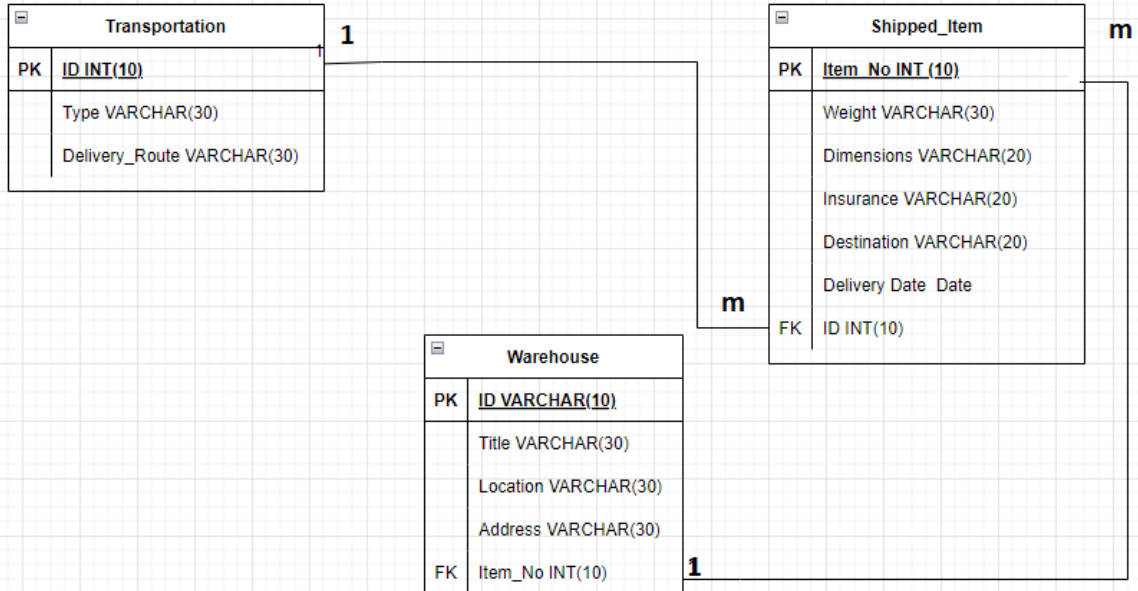 Transportation
1
1
PK ID INT(10)
Type VARCHAR(30)
Delivery_Route VARCHAR(30)
Shipped_Item
m
PK Item_No INT (10)
Weight VARCHAR(30)
Dimensions VARCHAR(20)
Insurance VARCHAR(20)
Destination VARCHAR(20)
Delivery Date Date
m
FK ID INT(10)
Warehouse
PK ID VARCHAR(10)
Title VARCHAR(30)
Location VARCHAR(30)
Address VARCHAR(30)
FK Item_No INT(10)
1